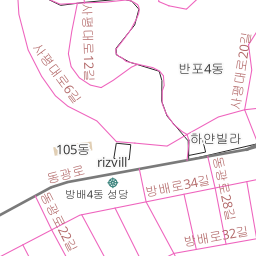 사평대로12길
사평대로6길
사평대로20길
반포4동
하얀빌라
105동
rizvill
동광로
방배4동 성당
방배로34길
동광로28길
동광로22길
방배로32길